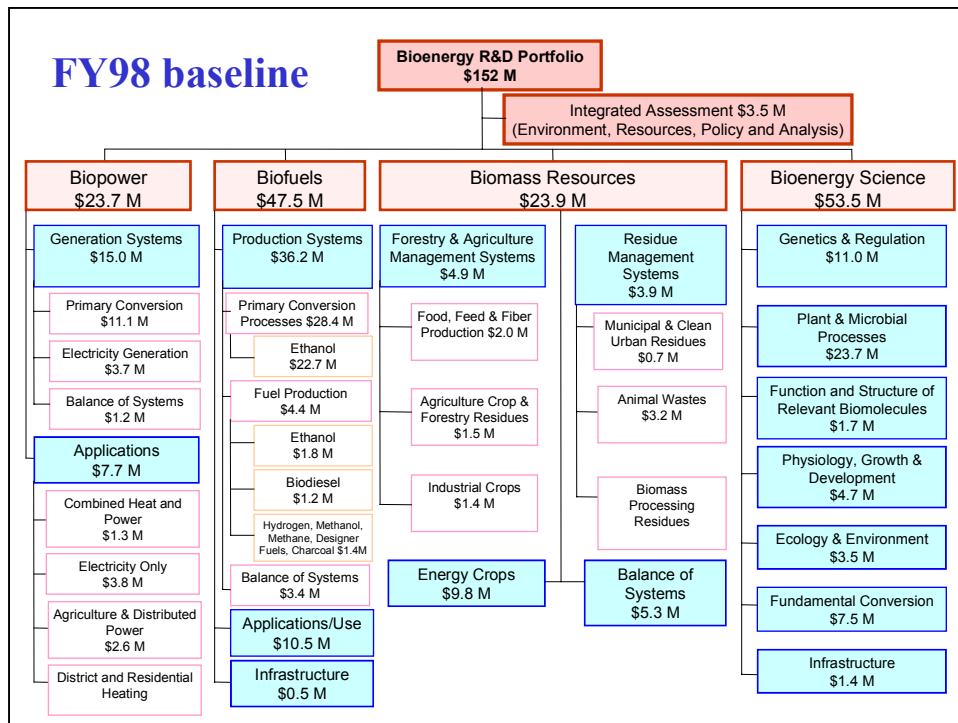 FY98 baseline
Bioenergy R&D Portfolio
$152 M
Integrated Assessment $3.5 M
(Environment, Resources, Policy and Analysis)
Biopower
$23.7 M
Generation Systems
$15.0 M
Primary Conversion
$11.1 M
Electricity Generation
$3.7 M
Balance of Systems
$1.2 M
Applications
$7.7 M
Combined Heat and
Power
$1.3 M
Electricity Only
$3.8 M
Agriculture & Distributed
Power
$2.6 M
District and Residential
Heating
Biofuels
$47.5 M
Production Systems
$36.2 M
Primary Conversion
Processes $28.4 M
Ethanol
$22.7 M
Fuel Production
$4.4 M
Ethanol
$1.8 M
Biodiesel
$1.2 M
Hydrogen, Methanol,
Methane, Designer
Fuels, Charcoal $1.4M
Balance of Systems
$3.4 M
Applications/Use
$10.5 M
Infrastructure
$0.5 M
Biomass Resources
$23.9 M
Forestry & Agriculture
Management Systems
$4.9 M
Food, Feed & Fiber
Production $2.0 M
Agriculture Crop &
Forestry Residues
$1.5 M
Industrial Crops
$1.4 M
Energy Crops
$9.8 M
Residue
Management
Systems
$3.9 M
Municipal & Clean
Urban Residues
$0.7 M
Animal Wastes
$3.2 M
Biomass
Processing
Residues
Balance of
Systems
$5.3 M
Bioenergy Science
$53.5 M
Genetics & Regulation
$11.0 M
Plant & Microbial
Processes
$23.7 M
Function and Structure of
Relevant Biomolecules
$1.7 M
Physiology, Growth &
Development
$4.7 M
Ecology & Environment
$3.5 M
Fundamental Conversion
$7.5 M
Infrastructure
$1.4 M